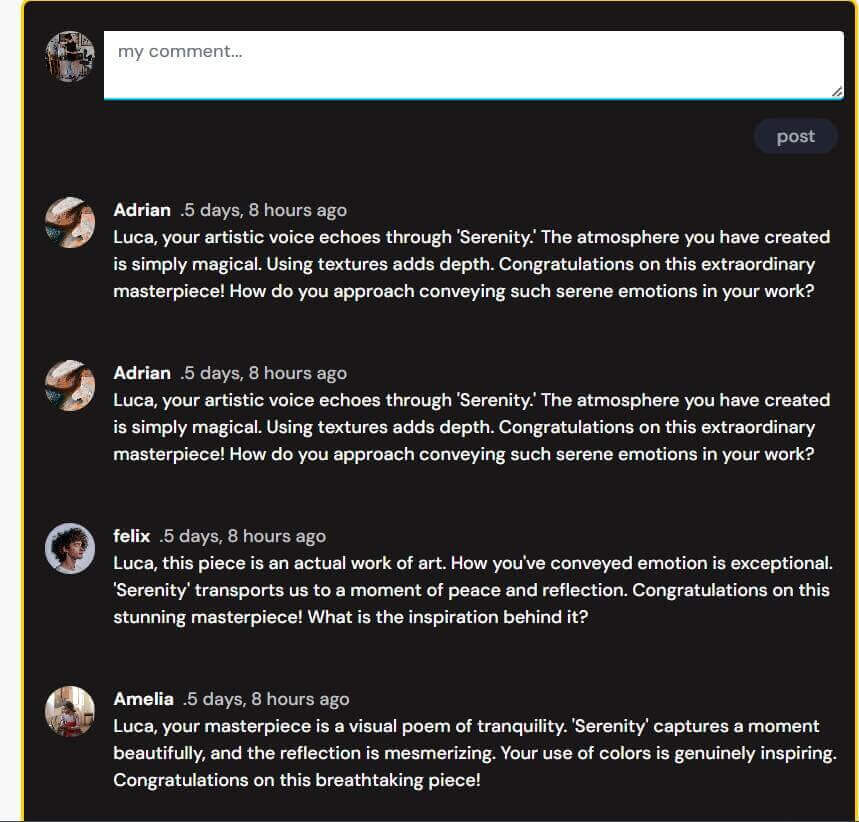 my comment...
post
Adrian .5 days, 8 hours ago
Luca, your artistic voice echoes through 'Serenity.' The atmosphere you have created
is simply magical. Using textures adds depth. Congratulations on this extraordinary
masterpiece! How do you approach conveying such serene emotions in your work?
Adrian .5 days, 8 hours ago
Luca, your artistic voice echoes through 'Serenity.' The atmosphere you have created
is simply magical. Using textures adds depth. Congratulations on this extraordinary
masterpiece! How do you approach conveying such serene emotions in your work?
felix .5 days, 8 hours ago
Luca, this piece is an actual work of art. How you've conveyed emotion is exceptional.
'Serenity' transports us to a moment of peace and reflection. Congratulations on this
stunning masterpiece! What is the inspiration behind it?
Amelia .5 days, 8 hours ago
Luca, your masterpiece is a visual poem of tranquility. 'Serenity' captures a moment
beautifully, and the reflection is mesmerizing. Your use of colors is genuinely inspiring.
Congratulations on this breathtaking piece!